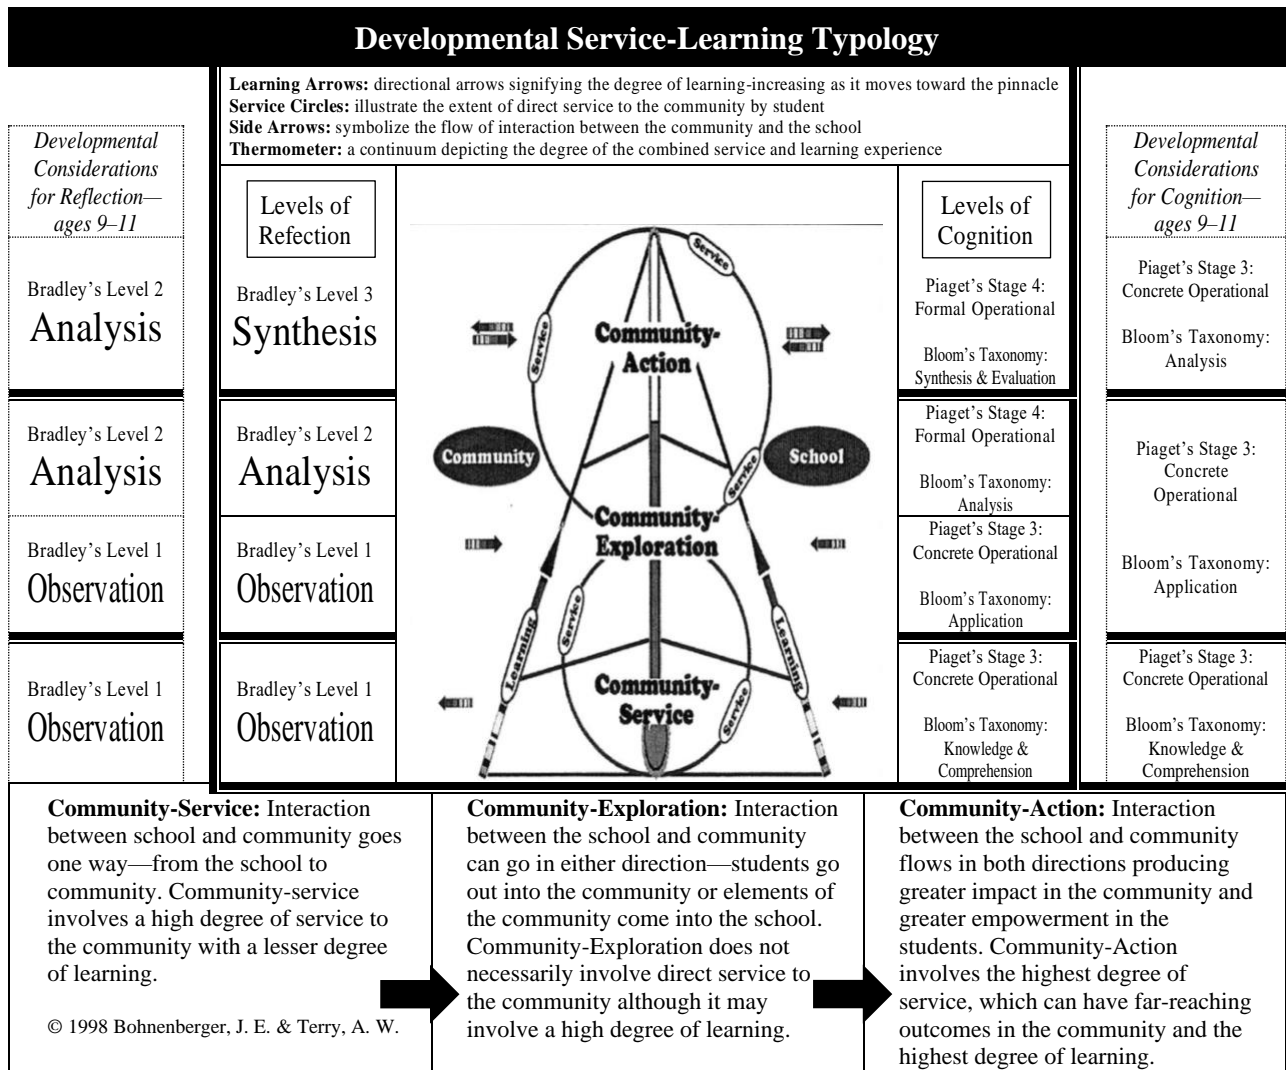 Developmental Service-Learning Typology
Learning Arrows: directional arrows signifying the degree of learning-increasing as it moves toward the pinnacle
Service Circles: illustrate the extent of direct service to the community by student
Side Arrows: symbolize the flow of interaction between the community and the school
Thermometer: a continuum depicting the degree of the combined service and learning experience
Developmental
Considerations
for Reflection—
ages 9–11
Bradley's Level 2
Analysis
Bradley's Level 2
Analysis
Bradley's Level 1
Observation
Bradley's Level 1
Observation
Levels of
Refection
Bradley's Level 3
Synthesis
Bradley's Level 2
Analysis
Bradley's Level 1
Observation
Bradley's Level 1
Observation
Service
Service
Community-
Action
Community
School
Service
Community-
Exploration
Service
Learning
Learning
Community-
Service
Service
Levels of
Cognition
Piaget's Stage 4:
Formal Operational
Bloom's Taxonomy:
Synthesis & Evaluation
Piaget's Stage 4:
Formal Operational
Bloom's Taxonomy:
Analysis
Piaget's Stage 3:
Concrete Operational
Bloom's Taxonomy:
Application
Piaget's Stage 3:
Concrete Operational
Bloom's Taxonomy:
Knowledge &
Comprehension
Developmental
Considerations
for Cognition—
ages 9–11
Piaget's Stage 3:
Concrete Operational
Bloom's Taxonomy:
Analysis
Piaget's Stage 3:
Concrete
Operational
Bloom's Taxonomy:
Application
Piaget's Stage 3:
Concrete Operational
Bloom's Taxonomy:
Knowledge &
Comprehension
Community-Service: Interaction
between school and community goes
one way—from the school to
community. Community-service
involves a high degree of service to
the community with a lesser degree
of learning.
© 1998 Bohnenberger, J. E. & Terry, A. W.
Community-Exploration: Interaction
between the school and community
can go in either direction—students go
out into the community or elements of
the community come into the school.
Community-Exploration does not
necessarily involve direct service to
the community although it may
involve a high degree of learning.
Community-Action: Interaction
between the school and community
flows in both directions producing
greater impact in the community and
greater empowerment in the
students. Community-Action
involves the highest degree of
service, which can have far-reaching
outcomes in the community and the
highest degree of learning.